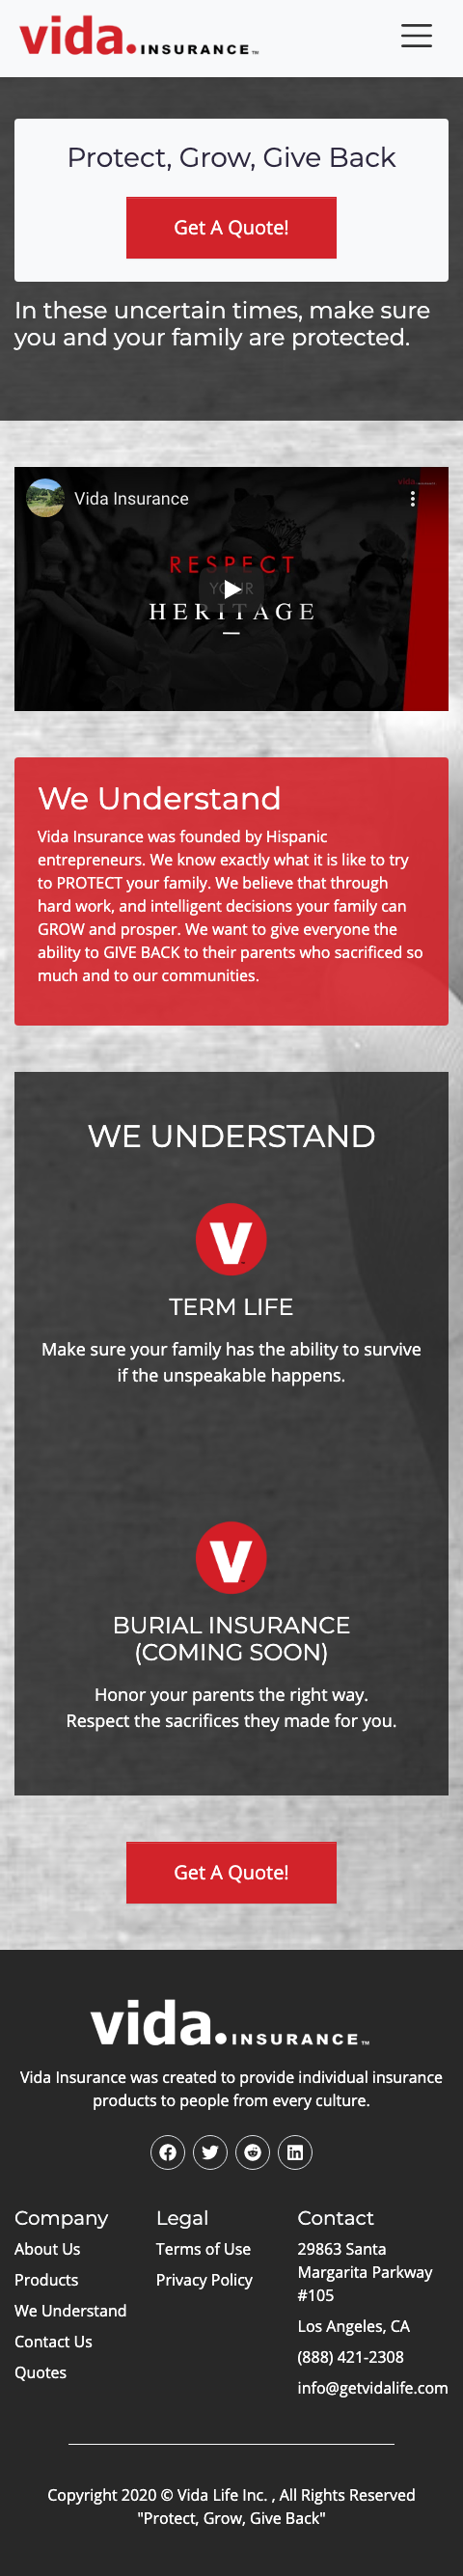 vida. INSURANCE™
Protect, Grow, Give Back
Get A Quote!
In these uncertain times, make sure
you and your family are protected.
Vida Insurance
vida.
RESPECT
YOUR
HERITAGE
We Understand
Vida Insurance was founded by Hispanic
entrepreneurs. We know exactly what it is like to try
to PROTECT your family. We believe that through
hard work, and intelligent decisions your family can
GROW and prosper. We want to give everyone the
ability to GIVE BACK to their parents who sacrificed so
much and to our communities.
WE UNDERSTAND
V
TERM LIFE
Make sure your family has the ability to survive
if the unspeakable happens.
V
BURIAL INSURANCE
(COMING SOON)
Honor your parents the right way.
Respect the sacrifices they made for you.
Get A Quote!
vida. INSURANCE™
Vida Insurance was created to provide individual insurance
products to people from every culture.
Company
About Us
Products
We Understand
Contact Us
Quotes
Legal
Terms of Use
Privacy Policy
Contact
29863 Santa
Margarita Parkway
#105
Los Angeles, CA
(888) 421-2308
info@getvidalife.com
Copyright 2020 © Vida Life Inc. , All Rights Reserved
"Protect, Grow, Give Back"